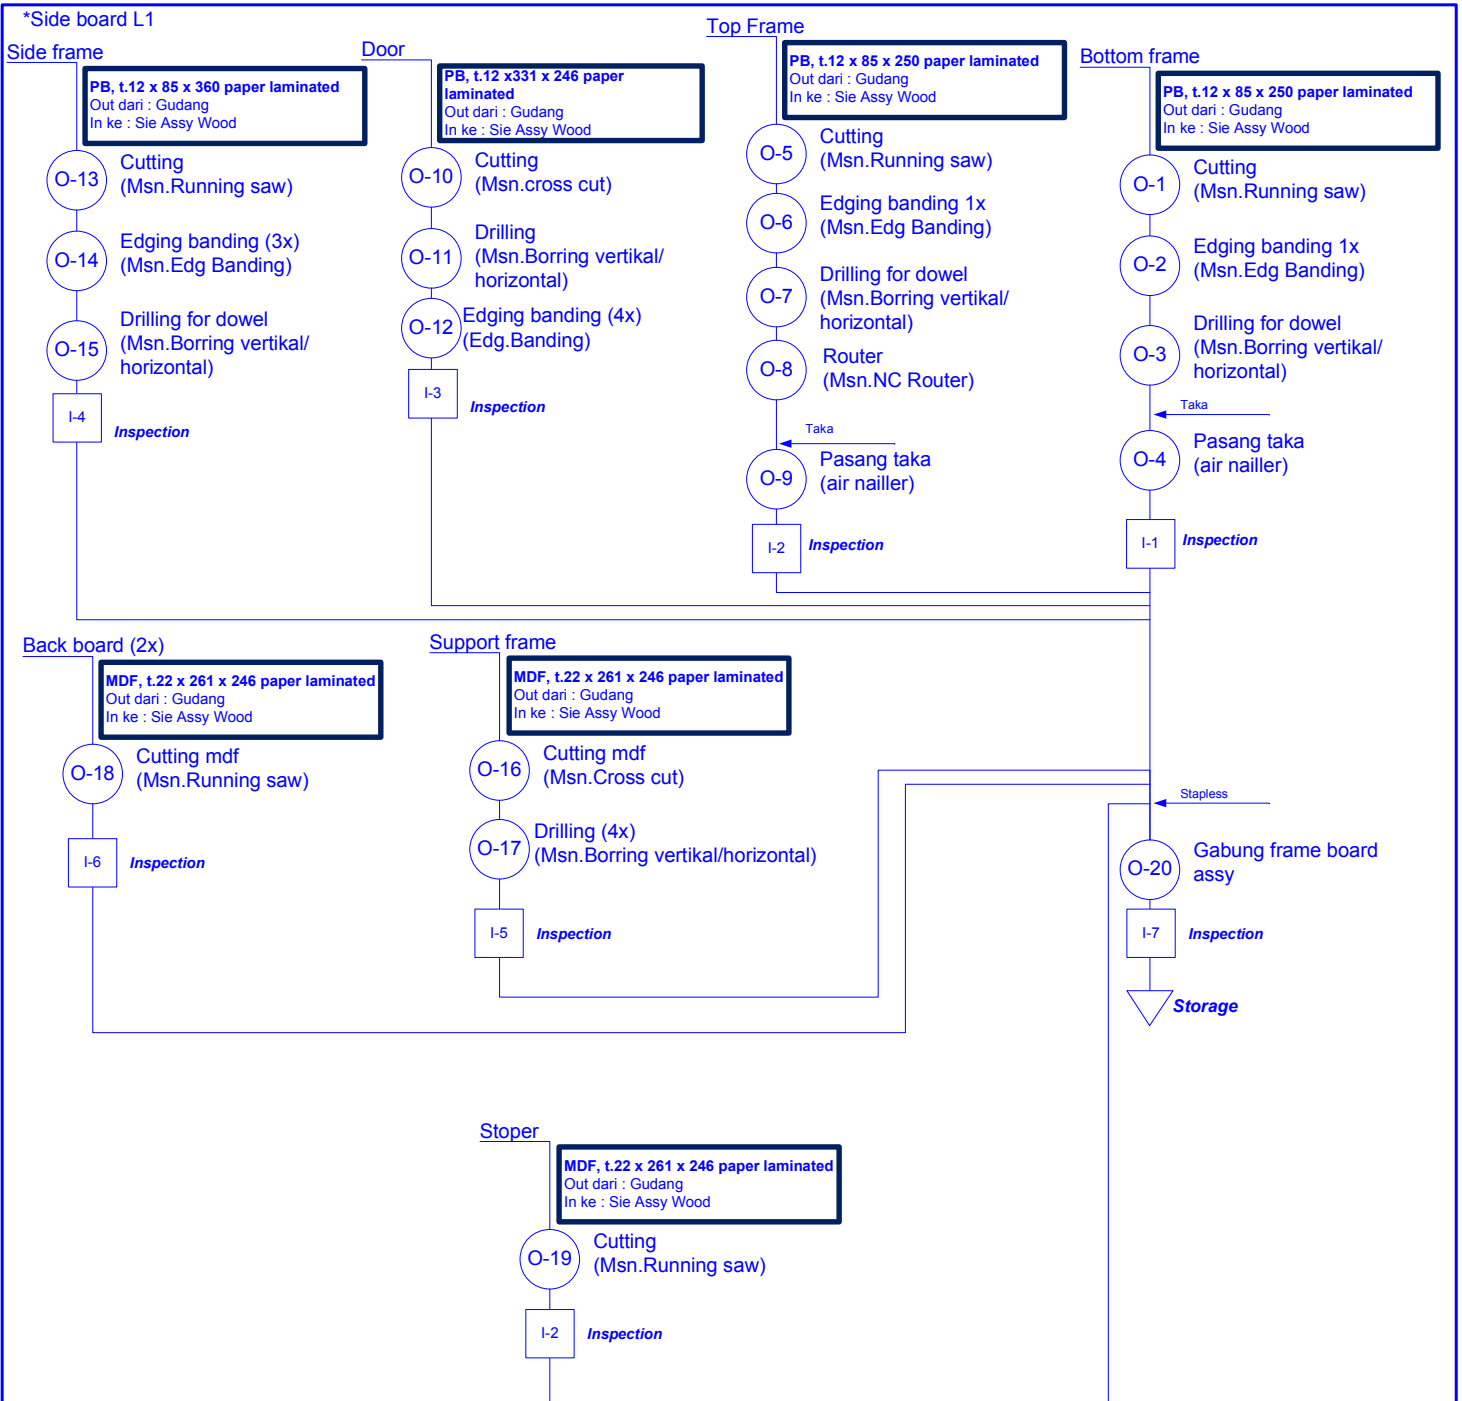 *Side board L1
Side frame
PB, t.12 x 85 x 360 paper laminated
Out dari : Gudang
In ke : Sie Assy Wood
O-13
Cutting
(Msn.Running saw)
O-14
Edging banding (3x)
(Msn.Edg Banding)
O-15
Drilling for dowel
(Msn.Borring vertikal/
horizontal)
I-4
Inspection
Door
PB, t.12 x331 x 246 paper
laminated
Out dari : Gudang
In ke : Sie Assy Wood
O-10
Cutting
(Msn.cross cut)
O-11
Drilling
(Msn.Borring vertikal/
horizontal)
O-12
Edging banding (4x)
(Edg.Banding)
I-3
Inspection
Top Frame
PB, t.12 x 85 x 250 paper laminated
Out dari : Gudang
In ke : Sie Assy Wood
O-5
Cutting
(Msn.Running saw)
O-6
Edging banding 1x
(Msn.Edg Banding)
O-7
Drilling for dowel
(Msn.Borring vertikal/
horizontal)
O-8
Router
(Msn.NC Router)
Taka
O-9
Pasang taka
(air nailler)
I-2
Inspection
Bottom frame
PB, t.12 x 85 x 250 paper laminated
Out dari : Gudang
In ke : Sie Assy Wood
O-1
Cutting
(Msn.Running saw)
O-2
Edging banding 1x
(Msn.Edg Banding)
O-3
Drilling for dowel
(Msn.Borring vertikal/
horizontal)
Taka
O-4
Pasang taka
(air nailler)
I-1
Inspection
Back board (2x)
MDF, t.22 x 261 x 246 paper laminated
Out dari : Gudang
In ke : Sie Assy Wood
O-18
Cutting mdf
(Msn.Running saw)
I-6
Inspection
Support frame
MDF, t.22 x 261 x 246 paper laminated
Out dari : Gudang
In ke : Sie Assy Wood
O-16
Cutting mdf
(Msn.Cross cut)
O-17
Drilling (4x)
(Msn.Borring vertikal/horizontal)
I-5
Inspection
Stapless
O-20
Gabung frame board
assy
I-7
Inspection
Storage
Stoper
MDF, t.22 x 261 x 246 paper laminated
Out dari : Gudang
In ke : Sie Assy Wood
O-19
Cutting
(Msn.Running saw)
I-2
Inspection